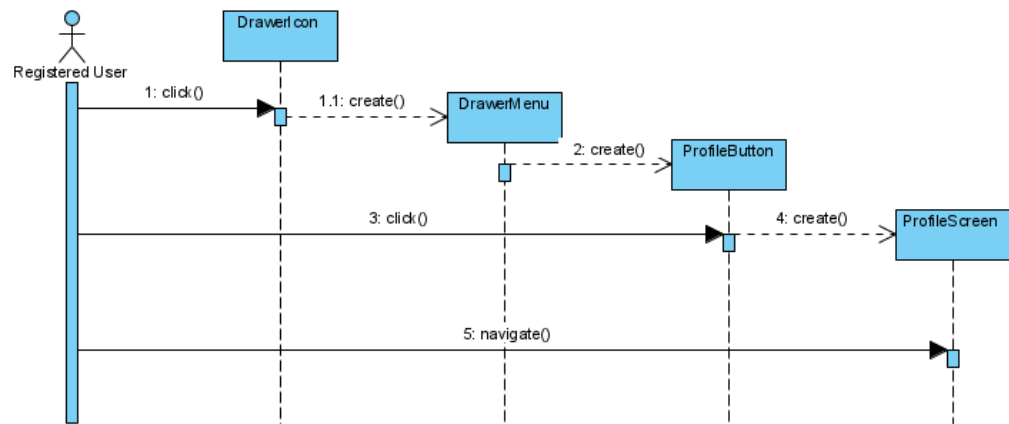 DrawerIcon
Registered User
1: click()
1.1: create()
DrawerMenu
2: create()
ProfileButton
3: click()
4: create()
ProfileScreen
5: navigate()